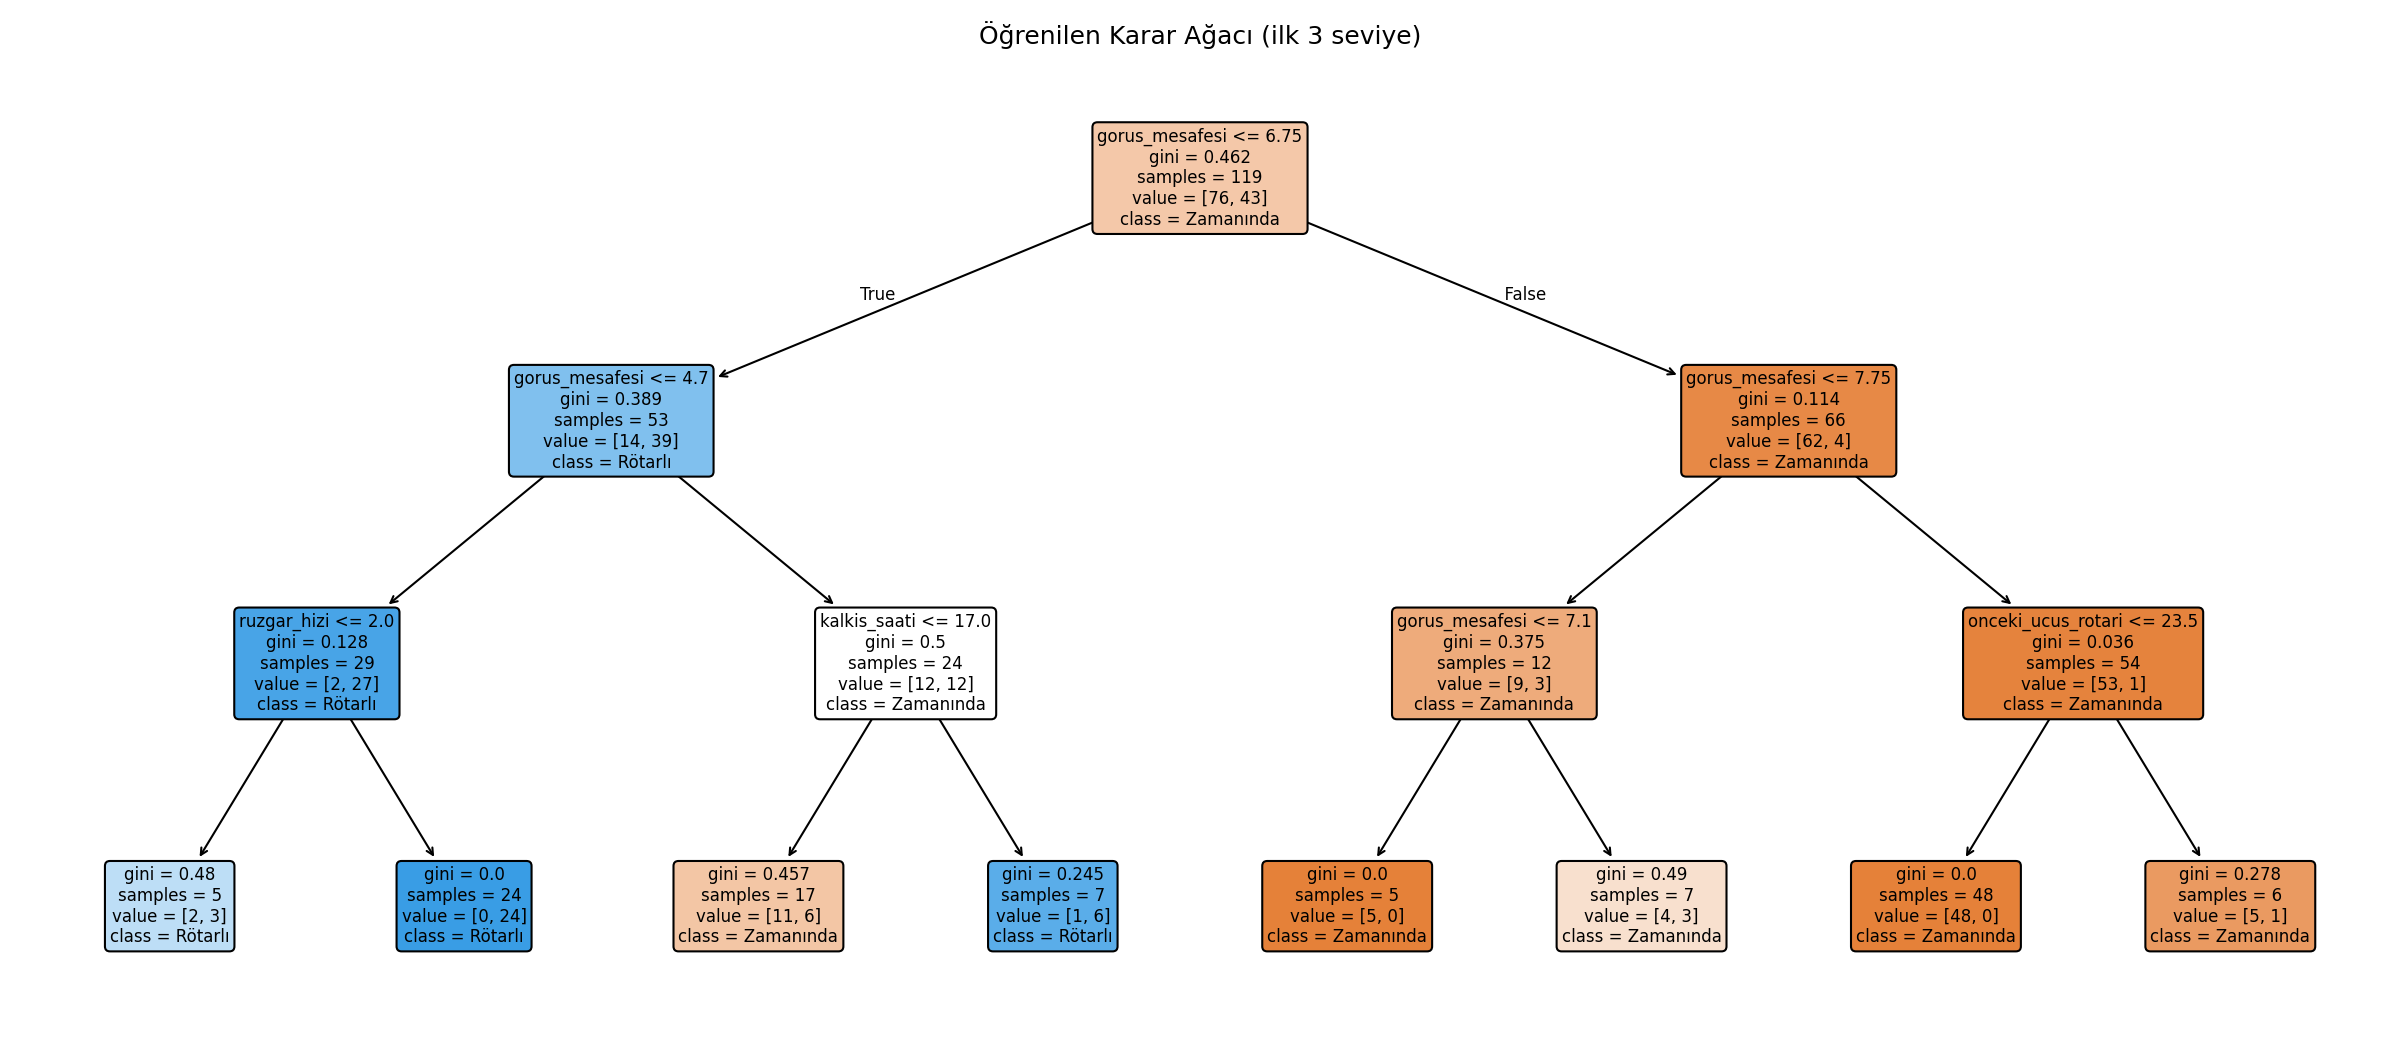 Öğrenilen Karar Ağacı (ilk 3 seviye)
gorus_mesafesi <= 6.75
gini = 0.462
samples = 119
value = [76, 43]
class = Zamanında
True
False
gorus_mesafesi <= 4.7
gini = 0.389
samples = 53
value = [14, 39]
class = Rötarlı
gorus_mesafesi <= 7.75
gini = 0.114
samples = 66
value = [62, 4]
class = Zamanında
ruzgar_hizi <= 2.0
gini = 0.128
samples = 29
value = [2, 27]
class = Rötarlı
kalkis_saati <= 17.0
gini = 0.5
samples = 24
value = [12, 12]
class = Zamanında
gorus_mesafesi <= 7.1
gini = 0.375
samples = 12
value = [9, 3]
class = Zamanında
onceki_ucus_rotari <= 23.5
gini = 0.036
samples = 54
value = [53, 1]
class = Zamanında
gini = 0.48
samples = 5
value = [2, 3]
class = Rötarlı
gini = 0.0
samples = 24
value = [0, 24]
class = Rötarlı
gini = 0.457
samples = 17
value = [11, 6]
class = Zamanında
gini = 0.245
samples = 7
value = [1, 6]
class = Rötarlı
gini = 0.0
samples = 5
value = [5, 0]
class = Zamanında
gini = 0.49
samples = 7
value = [4, 3]
class = Zamanında
gini = 0.0
samples = 48
value = [48, 0]
class = Zamanında
gini = 0.278
samples = 6
value = [5, 1]
class = Zamanında